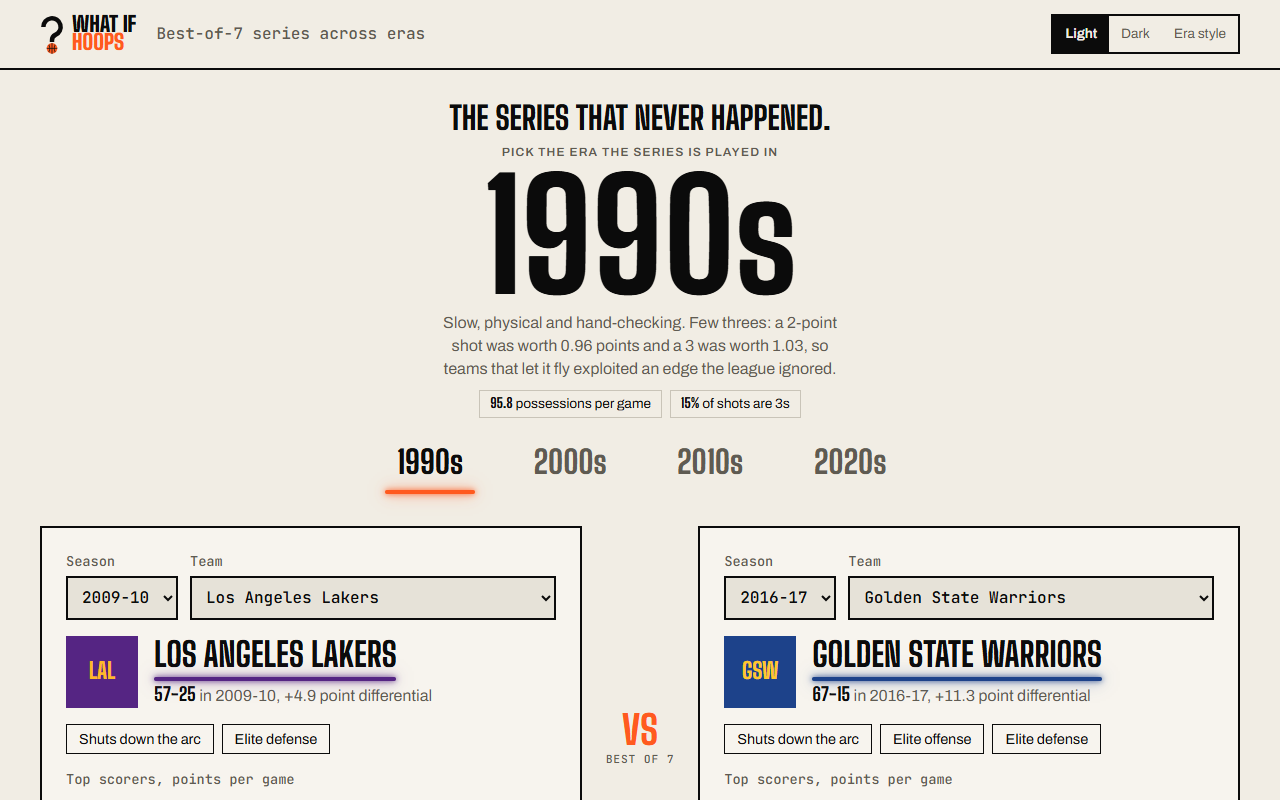 WHAT IF
HOOPS
Best-of-7 series across eras
Light Dark Era style
THE SERIES THAT NEVER HAPPENED.
PICK THE ERA THE SERIES IS PLAYED IN
1990s
Slow, physical and hand-checking. Few threes: a 2-point
shot was worth 0.96 points and a 3 was worth 1.03, so
teams that let it fly exploited an edge the league ignored.
95.8 possessions per game 15% of shots are 3s
1990s 2000s 2010s 2020s
Season Team
2009-10 Los Angeles Lakers
LAL
LOS ANGELES LAKERS
57–25 in 2009-10, +4.9 point differential
Shuts down the arc Elite defense
Top scorers, points per game
VS
BEST OF 7
Season Team
2016-17 Golden State Warriors
GSW
GOLDEN STATE WARRIORS
67–15 in 2016-17, +11.3 point differential
Shuts down the arc Elite offense Elite defense
Top scorers, points per game